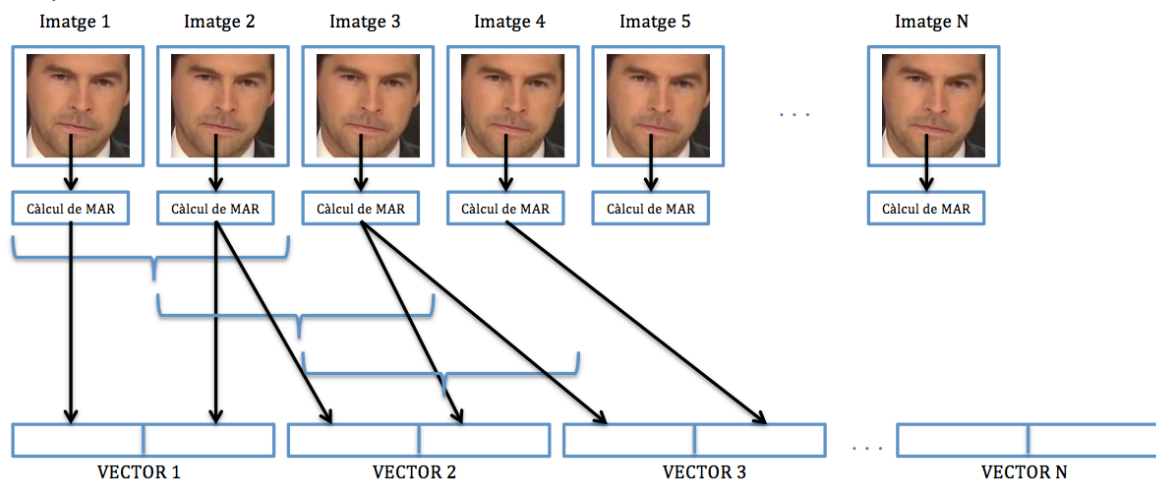 Imatge 1
Imatge 2
Imatge 3
Imatge 4
Imatge 5
Imatge N
. . .
Càlcul de MAR
Càlcul de MAR
Càlcul de MAR
Càlcul de MAR
Càlcul de MAR
Càlcul de MAR
. . .
VECTOR 1
VECTOR 2
VECTOR 3
VECTOR N